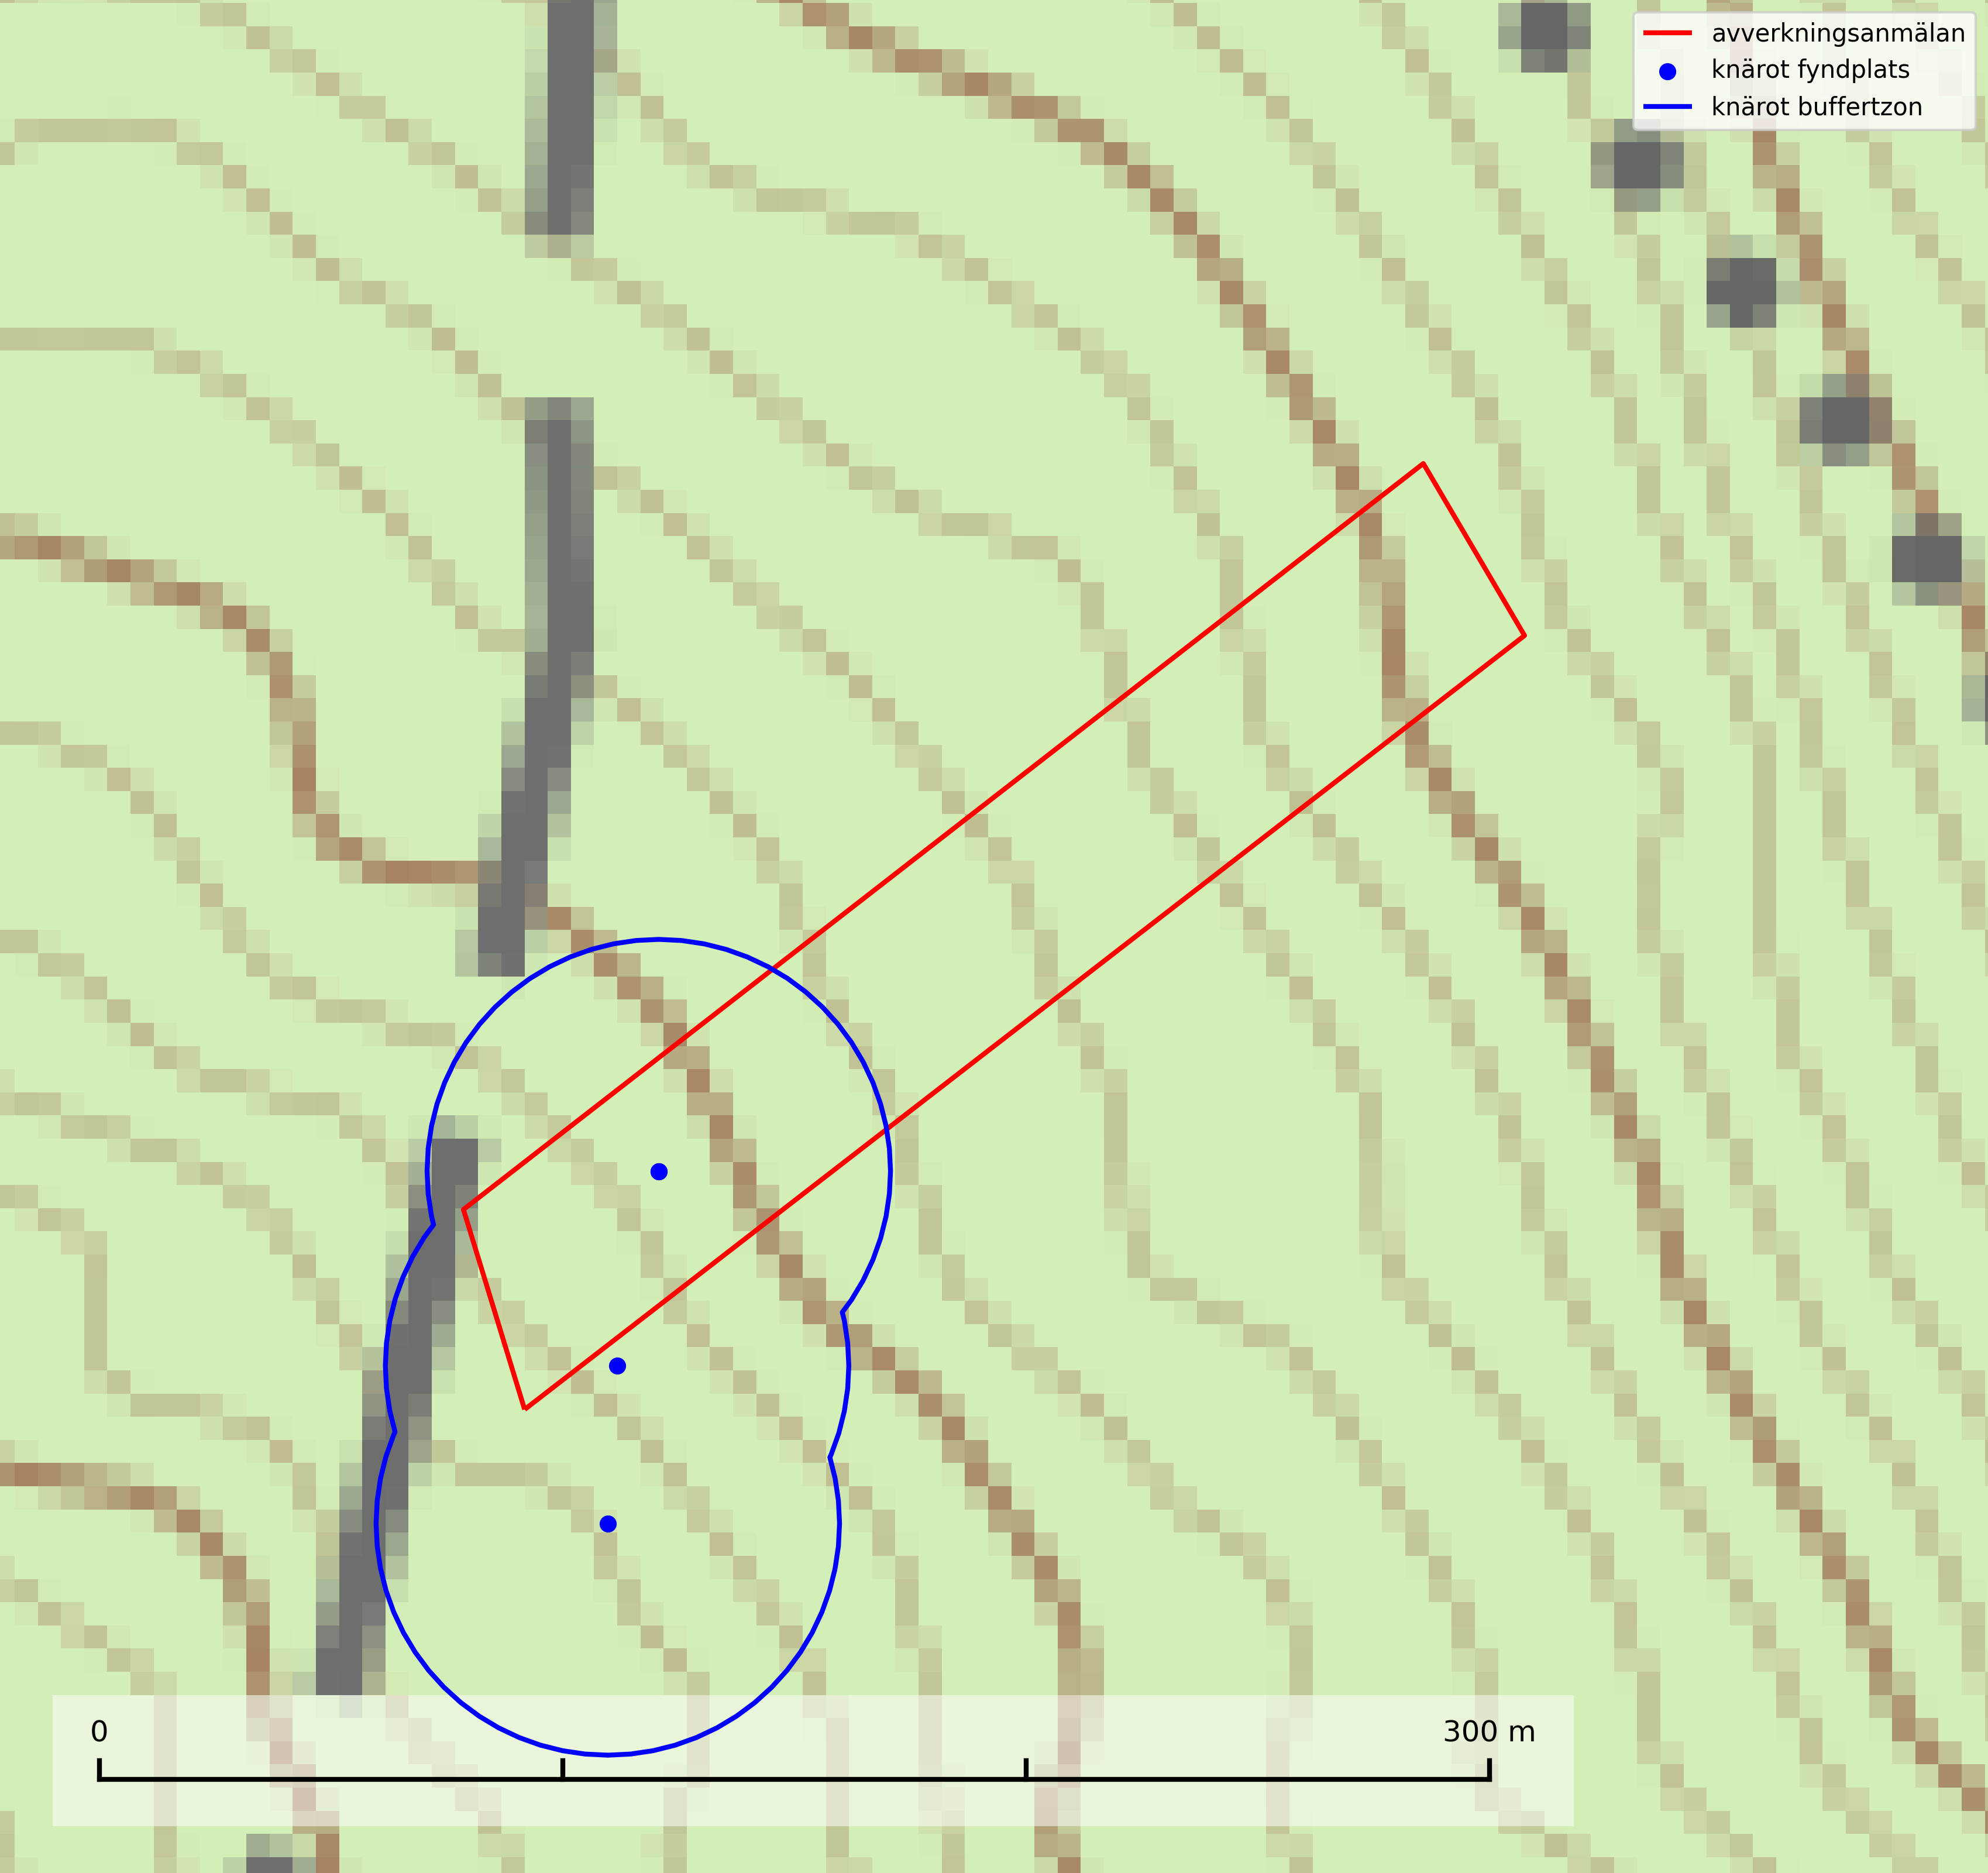 avverkningsanmälan
knärot fyndplats
knärot buffertzon
0 300 m